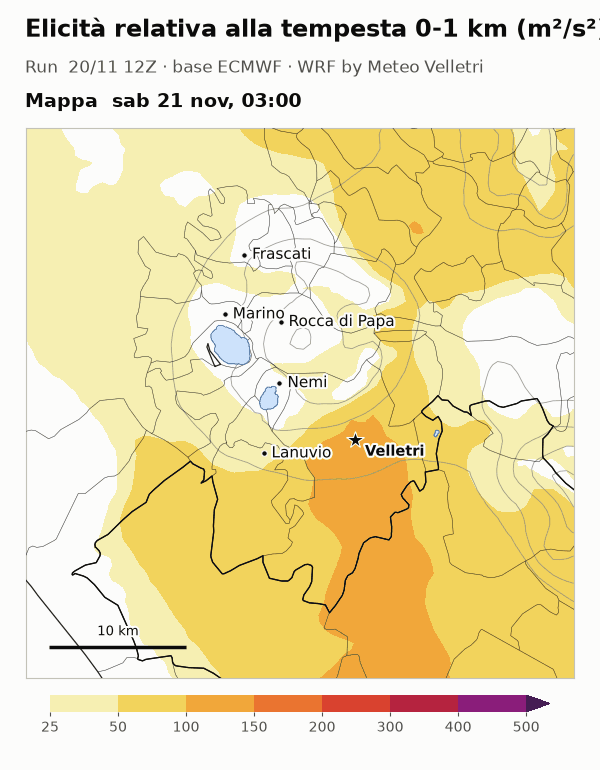 Elicità relativa alla tempesta 0-1 km (m²/s²)
Run  20/11 12Z · base ECMWF · WRF by Meteo Velletri
Mappa  sab 21 nov, 03:00
Frascati
Marino
Rocca di Papa
Nemi
Velletri
Lanuvio
10 km
25 50 100 150 200 300 400 500